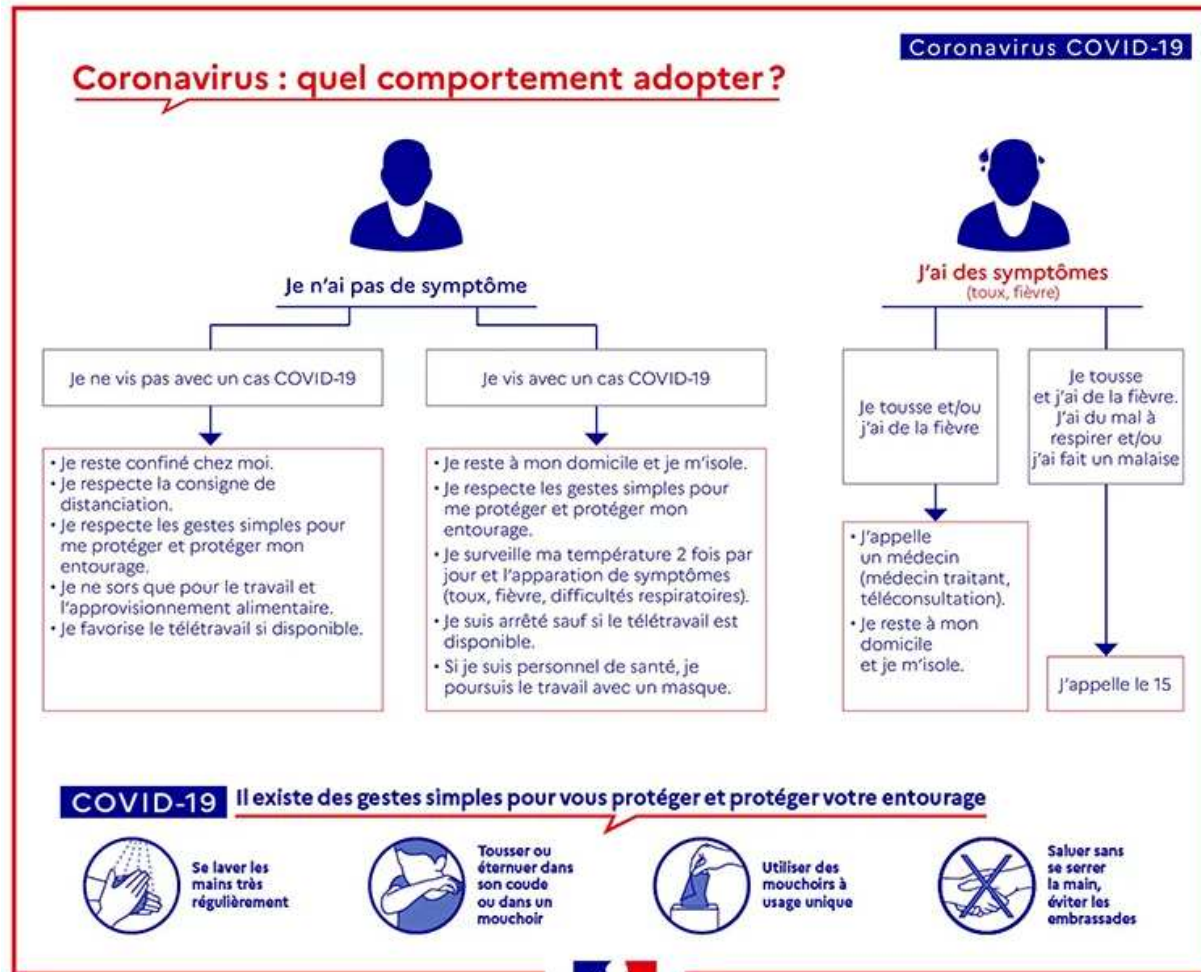 Coronavirus COVID-19
Coronavirus : quel comportement adopter ?
Je n'ai pas de symptôme
Je ne vis pas avec un cas COVID-19
• Je reste confiné chez moi.
• Je respecte la consigne de
distanciation.
• Je respecte les gestes simples pour
me protéger et protéger mon
entourage.
• Je ne sors que pour le travail et
l'approvisionnement alimentaire.
• Je favorise le télétravail si disponible.
Je vis avec un cas COVID-19
• Je reste à mon domicile et je m'isole.
• Je respecte les gestes simples pour
me protéger et protéger mon
entourage.
• Je surveille ma température 2 fois par
jour et l'apparation de symptômes
(toux, fièvre, difficultés respiratoires).
• Je suis arrêté sauf si le télétravail est
disponible.
• Si je suis personnel de santé, je
poursuis le travail avec un masque.
J'ai des symptômes
(toux, fièvre)
Je tousse et/ou
j'ai de la fièvre
• J'appelle
un médecin
(médecin traitant,
téléconsultation).
• Je reste à mon
domicile
et je m'isole.
Je tousse
et j'ai de la fièvre.
J'ai du mal à
respirer et/ou
j'ai fait un malaise
J'appelle le 15
COVID-19 Il existe des gestes simples pour vous protéger et protéger votre entourage
Se laver les
mains très
régulièrement
Tousser ou
éternuer dans
son coude
ou dans un
mouchoir
Utiliser des
mouchoirs à
usage unique
Saluer sans
se serrer
la main,
éviter les
embrassades